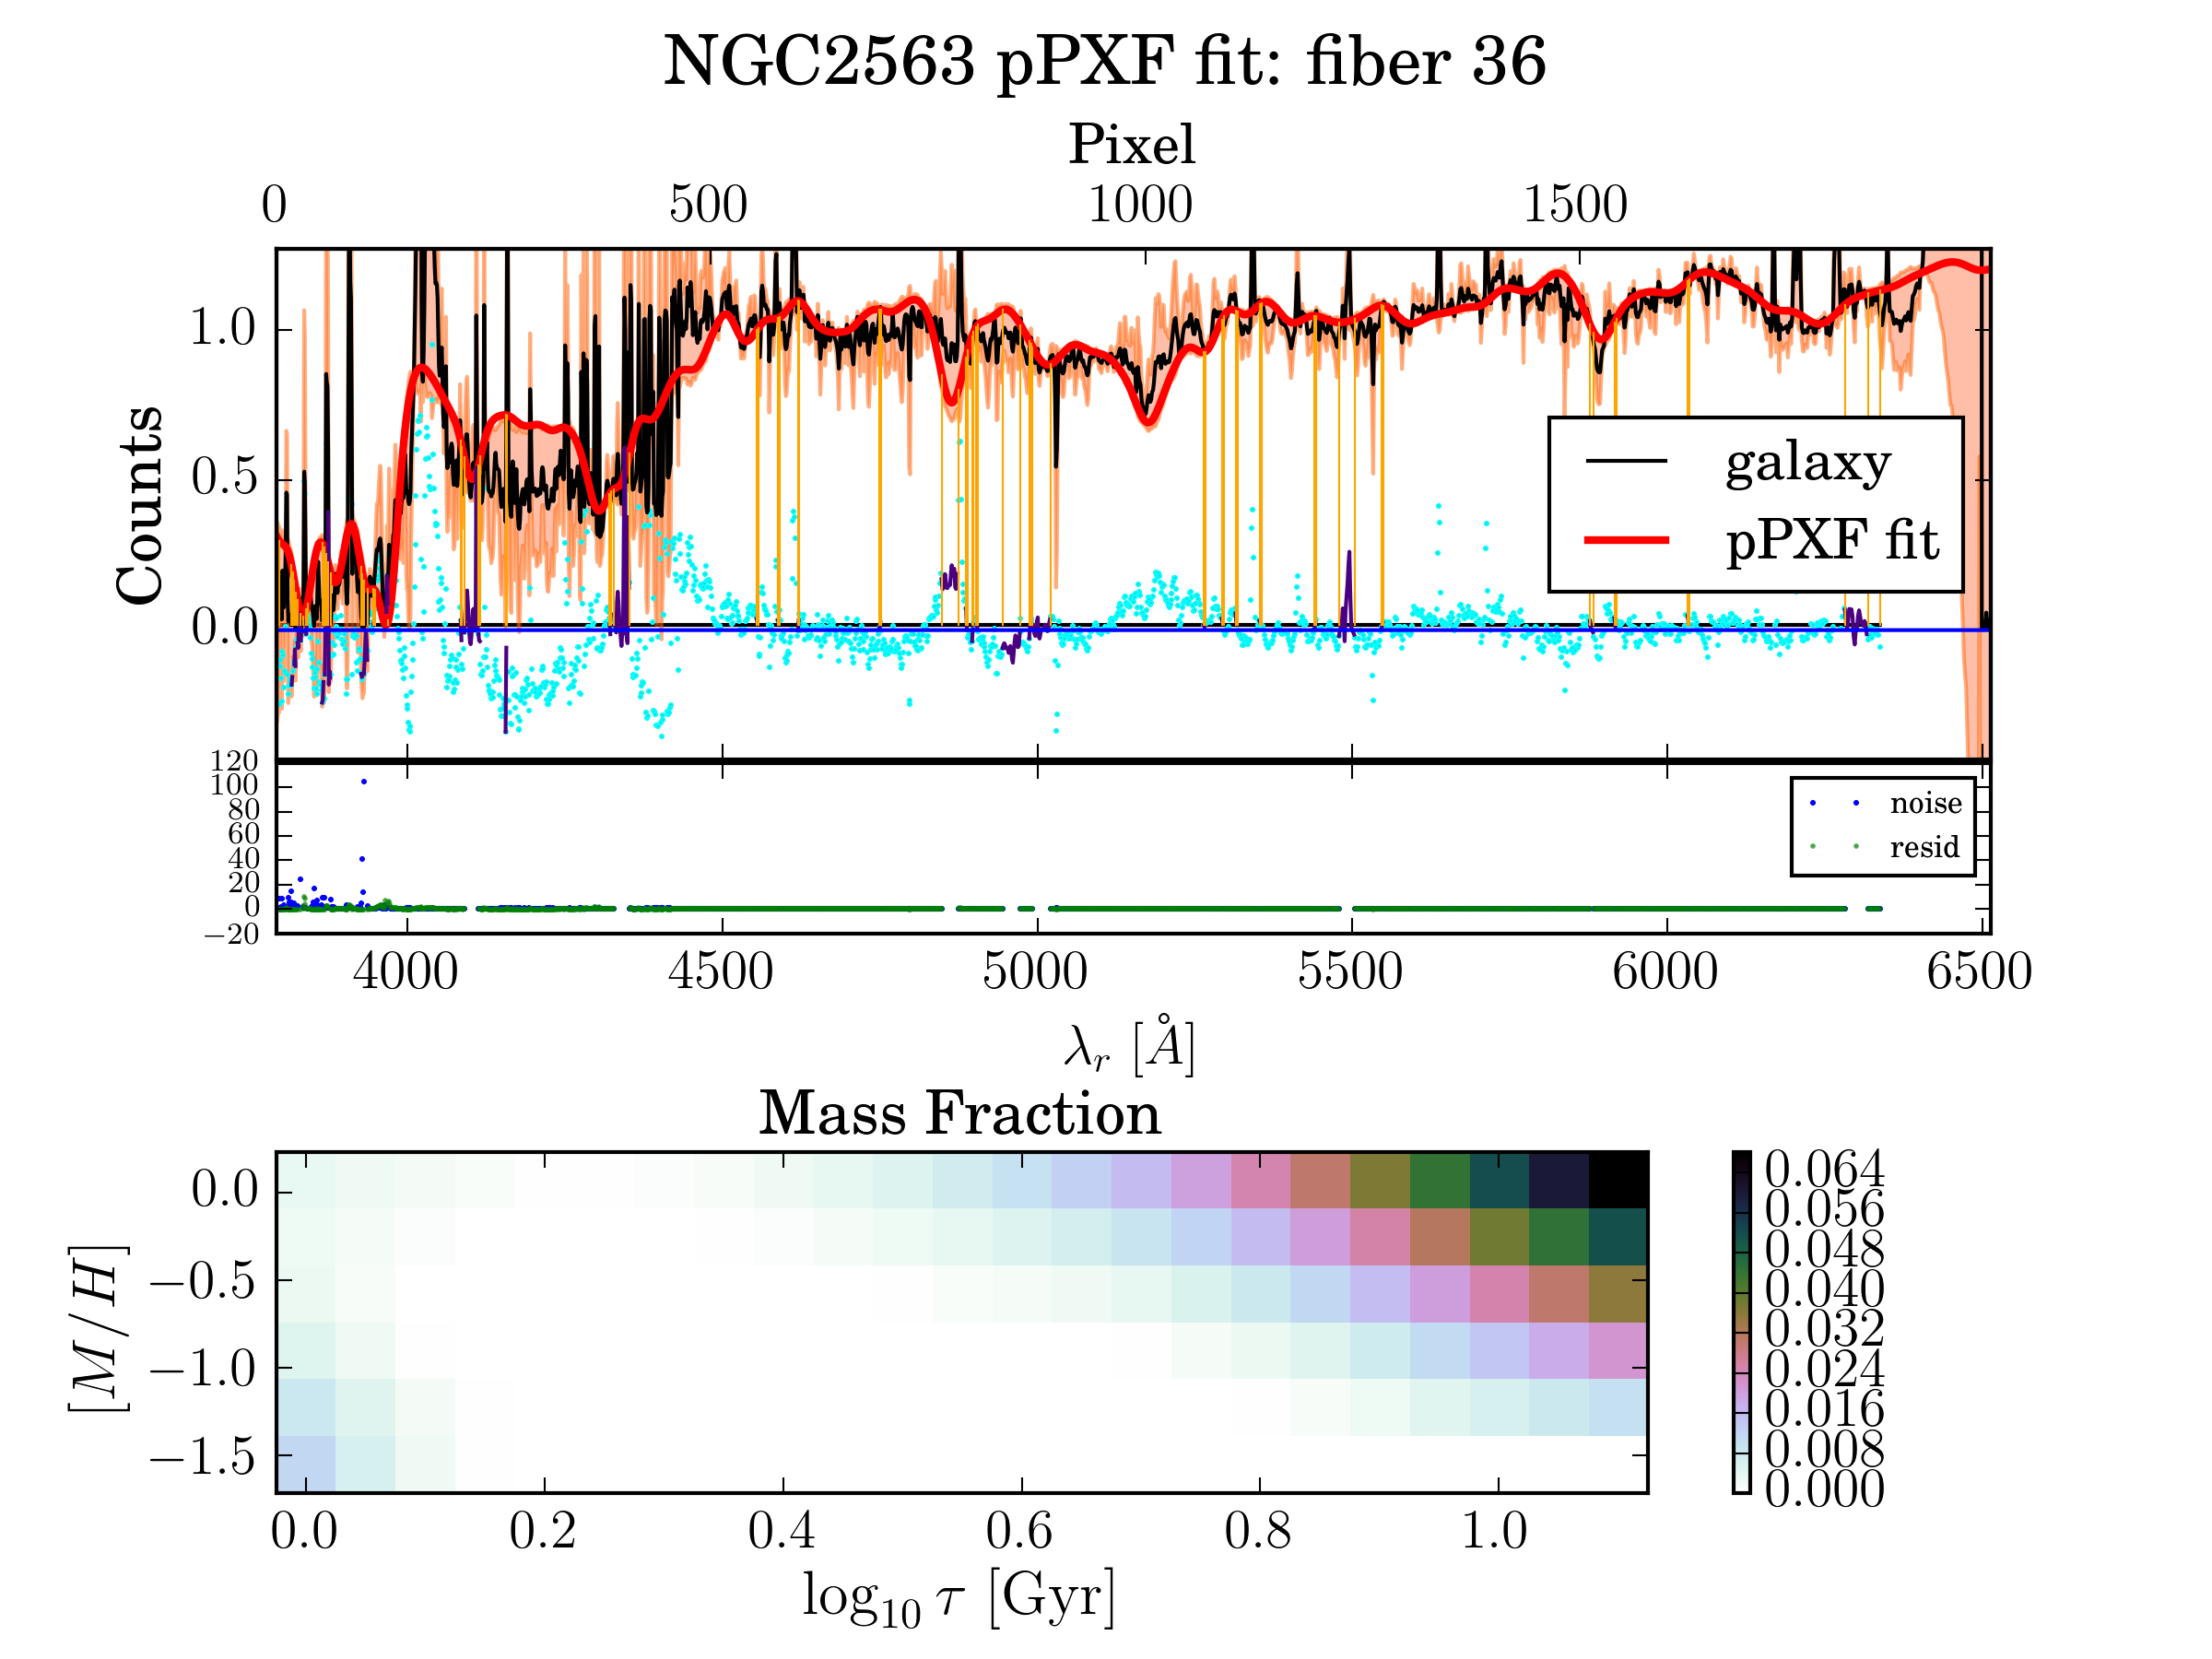 NGC2563 pPXF fit: fiber 36
Pixel
0 500 1000 1500
Counts
1.0
0.5
0.0
galaxy
pPXF fit
120
100
80
60
40
20
0
−20
noise
resid
4000 4500 5000 5500 6000 6500
λr [Å]
Mass Fraction
[M/H]
0.0
−0.5
−1.0
−1.5
0.064
0.056
0.048
0.040
0.032
0.024
0.016
0.008
0.000
0.0 0.2 0.4 0.6 0.8 1.0
log10 τ [Gyr]